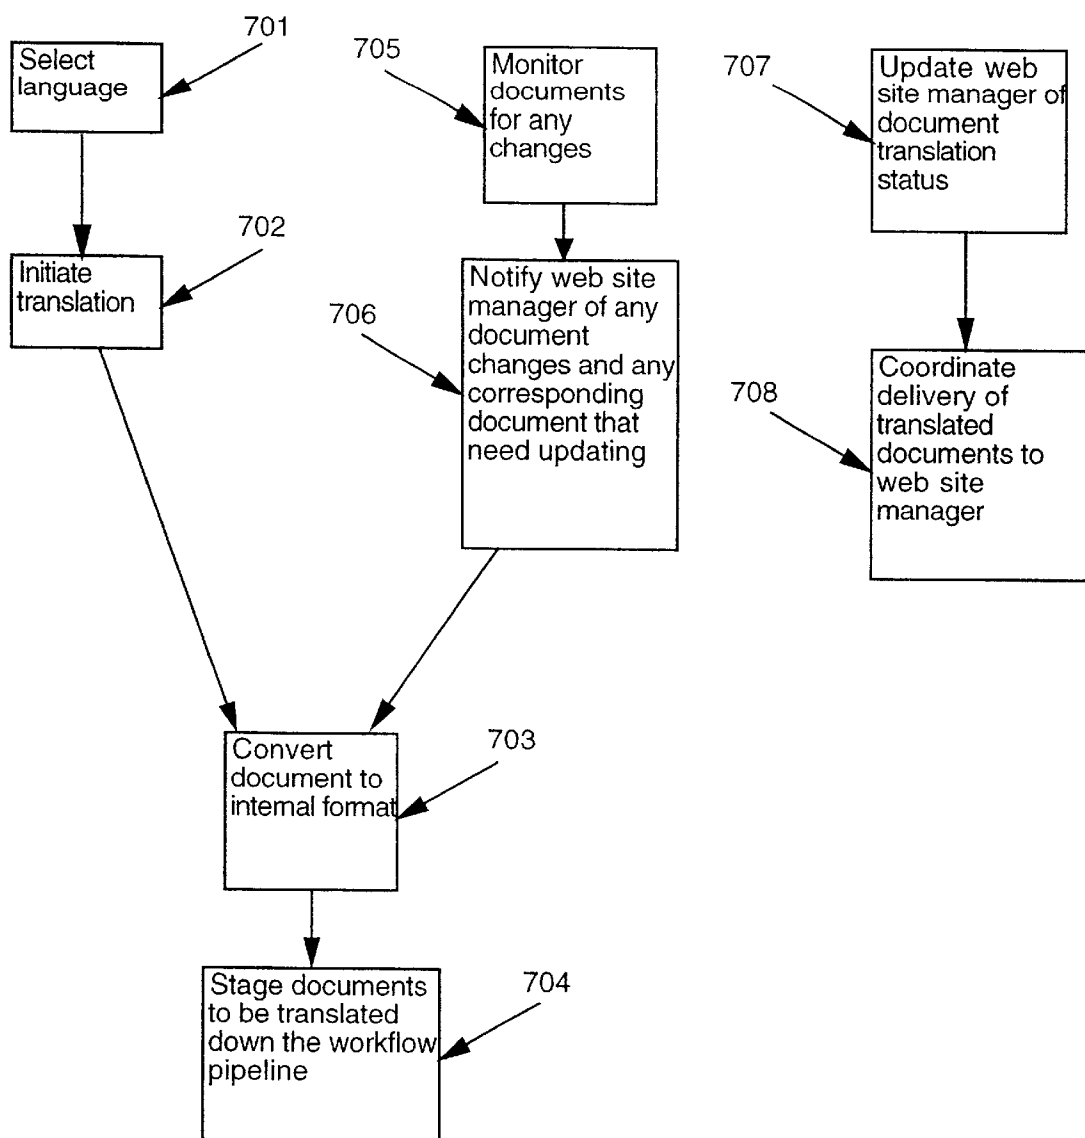 701
Select
language
702
Initiate
translation
705
Monitor
documents
for any
changes
706
Notify web site
manager of any
document
changes and any
corresponding
document that
need updating
707
Update web
site manager of
document
translation
status
708
Coordinate
delivery of
translated
documents to
web site
manager
703
Convert
document to
internal format
704
Stage documents
to be translated
down the workflow
pipeline